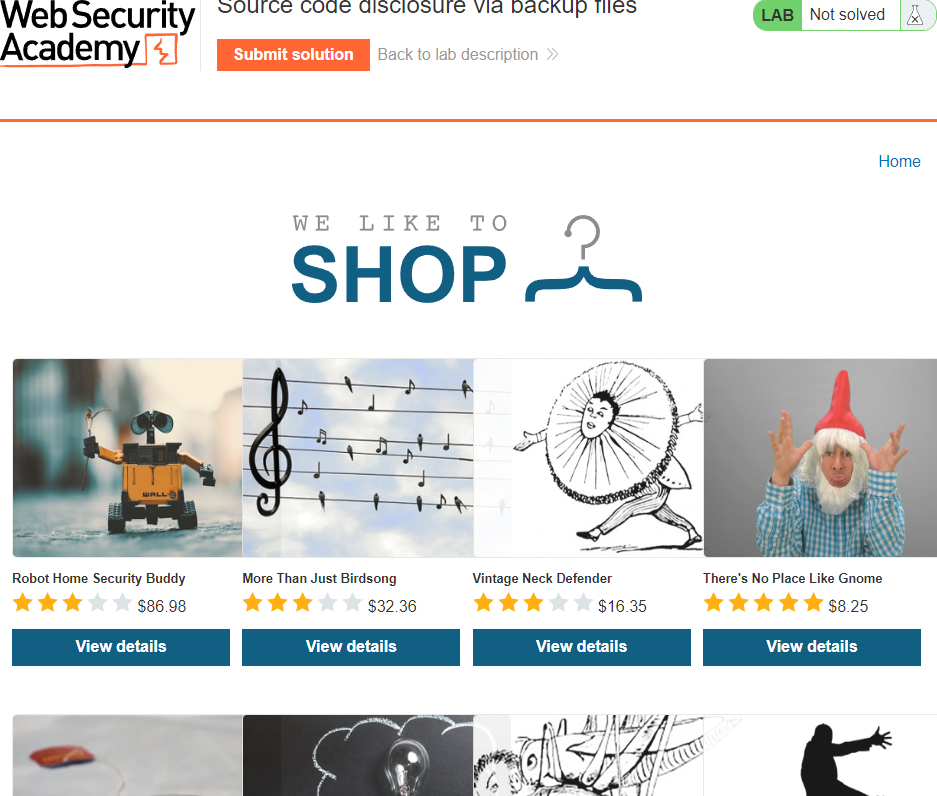 Web Security
Academy
Source code disclosure via backup files
Submit solution
Back to lab description
LAB
Not solved
Home
WE LIKE TO
SHOP
WALL-E
Robot Home Security Buddy
More Than Just Birdsong
Vintage Neck Defender
There's No Place Like Gnome
$86.98
$32.36
$16.35
$8.25
View details
View details
View details
View details